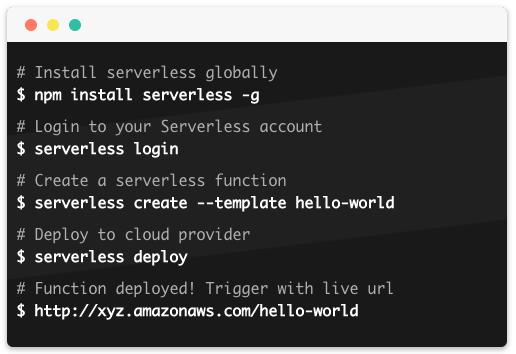 # Install serverless globally
$ npm install serverless -g
# Login to your Serverless account
$ serverless login
# Create a serverless function
$ serverless create --template hello-world
# Deploy to cloud provider
$ serverless deploy
# Function deployed! Trigger with live url
$ http://xyz.amazonaws.com/hello-world